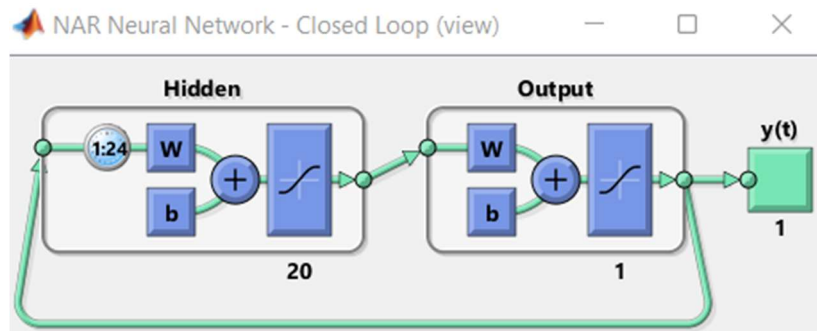 NAR Neural Network - Closed Loop (view)
Hidden
Output
y(t)
1:24
W
b
20
W
b
1
1